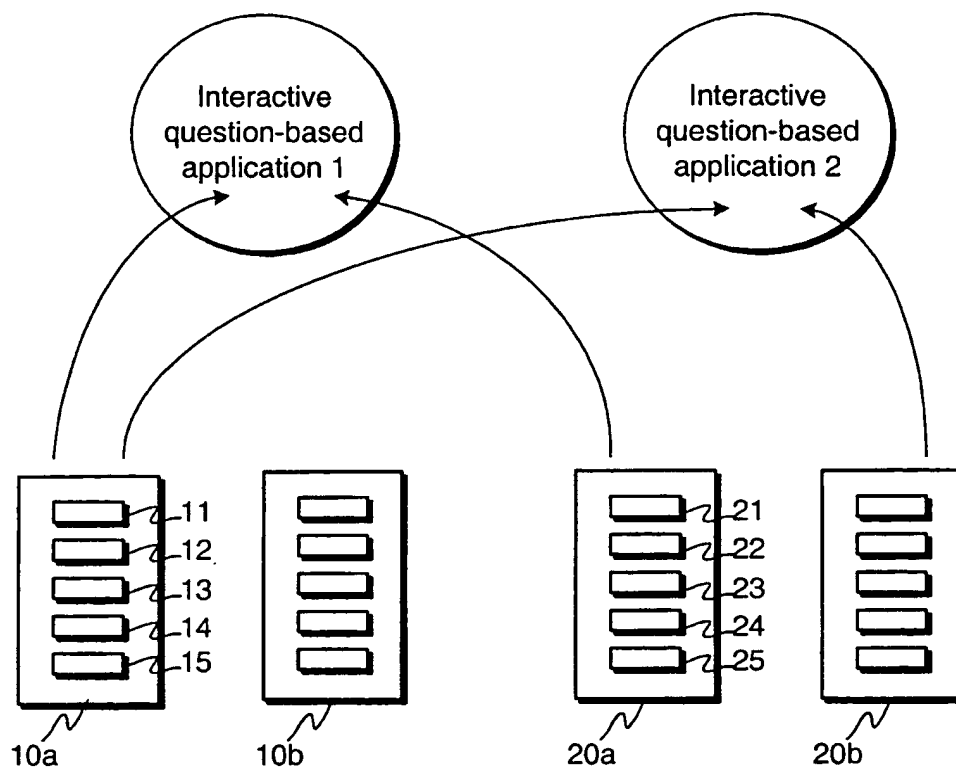 Interactive
question-based
application 1
Interactive
question-based
application 2
11
12
13
14
15
21
22
23
24
25
10a
10b
20a
20b